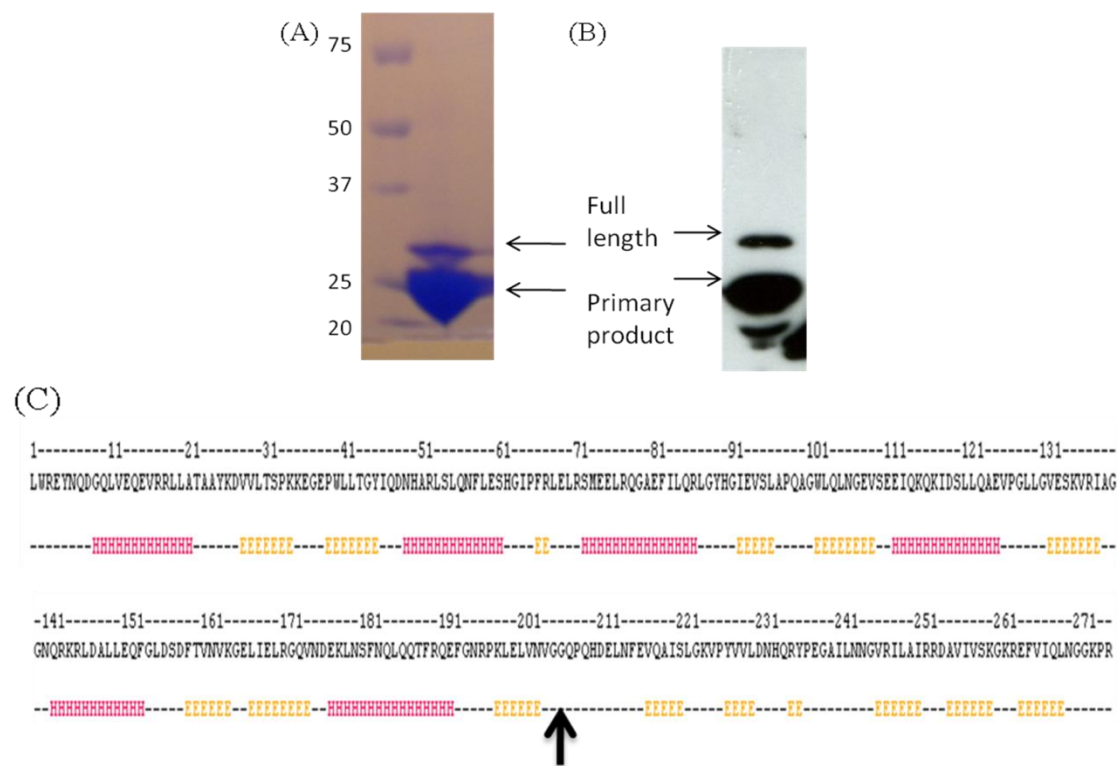 (A)
(B)
75
50
37
25
20
Full
length
Primary
product
(C)
1---------11--------21--------31--------41--------51--------61--------71--------81--------91--------101-------111-------121-------131-------
LWREYNQDGQLVEQEVRRLLATAAYKDVVLTSPKKEGEPWLLTGYIQDNHARLSLQNFLESHGIPFRLELRSMEELRQGAEFILQRLGYHGIEVSLAPQAGWLQLNGEVSEEIQKQKIDSLLQAEVPGLLGVESKVRIAG
--------HHHHHHHHHHHHH------EEEEEEE----EEEEEEE---HHHHHHHHHHHHH----EE----HHHHHHHHHHHHHHH-----EEEEE-----EEEEEEEE--HHHHHHHHHHHHHH------EEEEEEE--
-141-------151-------161-------171-------181-------191-------201-------211-------221-------231-------241-------251-------261-------271--
GNQRKRLDALLEQFGLDSDFTVNVKGELIELRGQVNDEKLNSFNQLQQTFRQEFGNRPKLELVNVGGQPQHDELNFEVQAISLGKVPYVVLDNHQRYPEGAILNNGVRILAIRRDAVIVSKGKREFVIQLNGGKPR
--HHHHHHHHHHHH-----EEEEEE--EEEEEEEE--HHHHHHHHHHHHHHHH-----EEEEEE-------------EEEEE-----EEEE----EE---------EEEEEE---EEEEEE---EEEEEE------